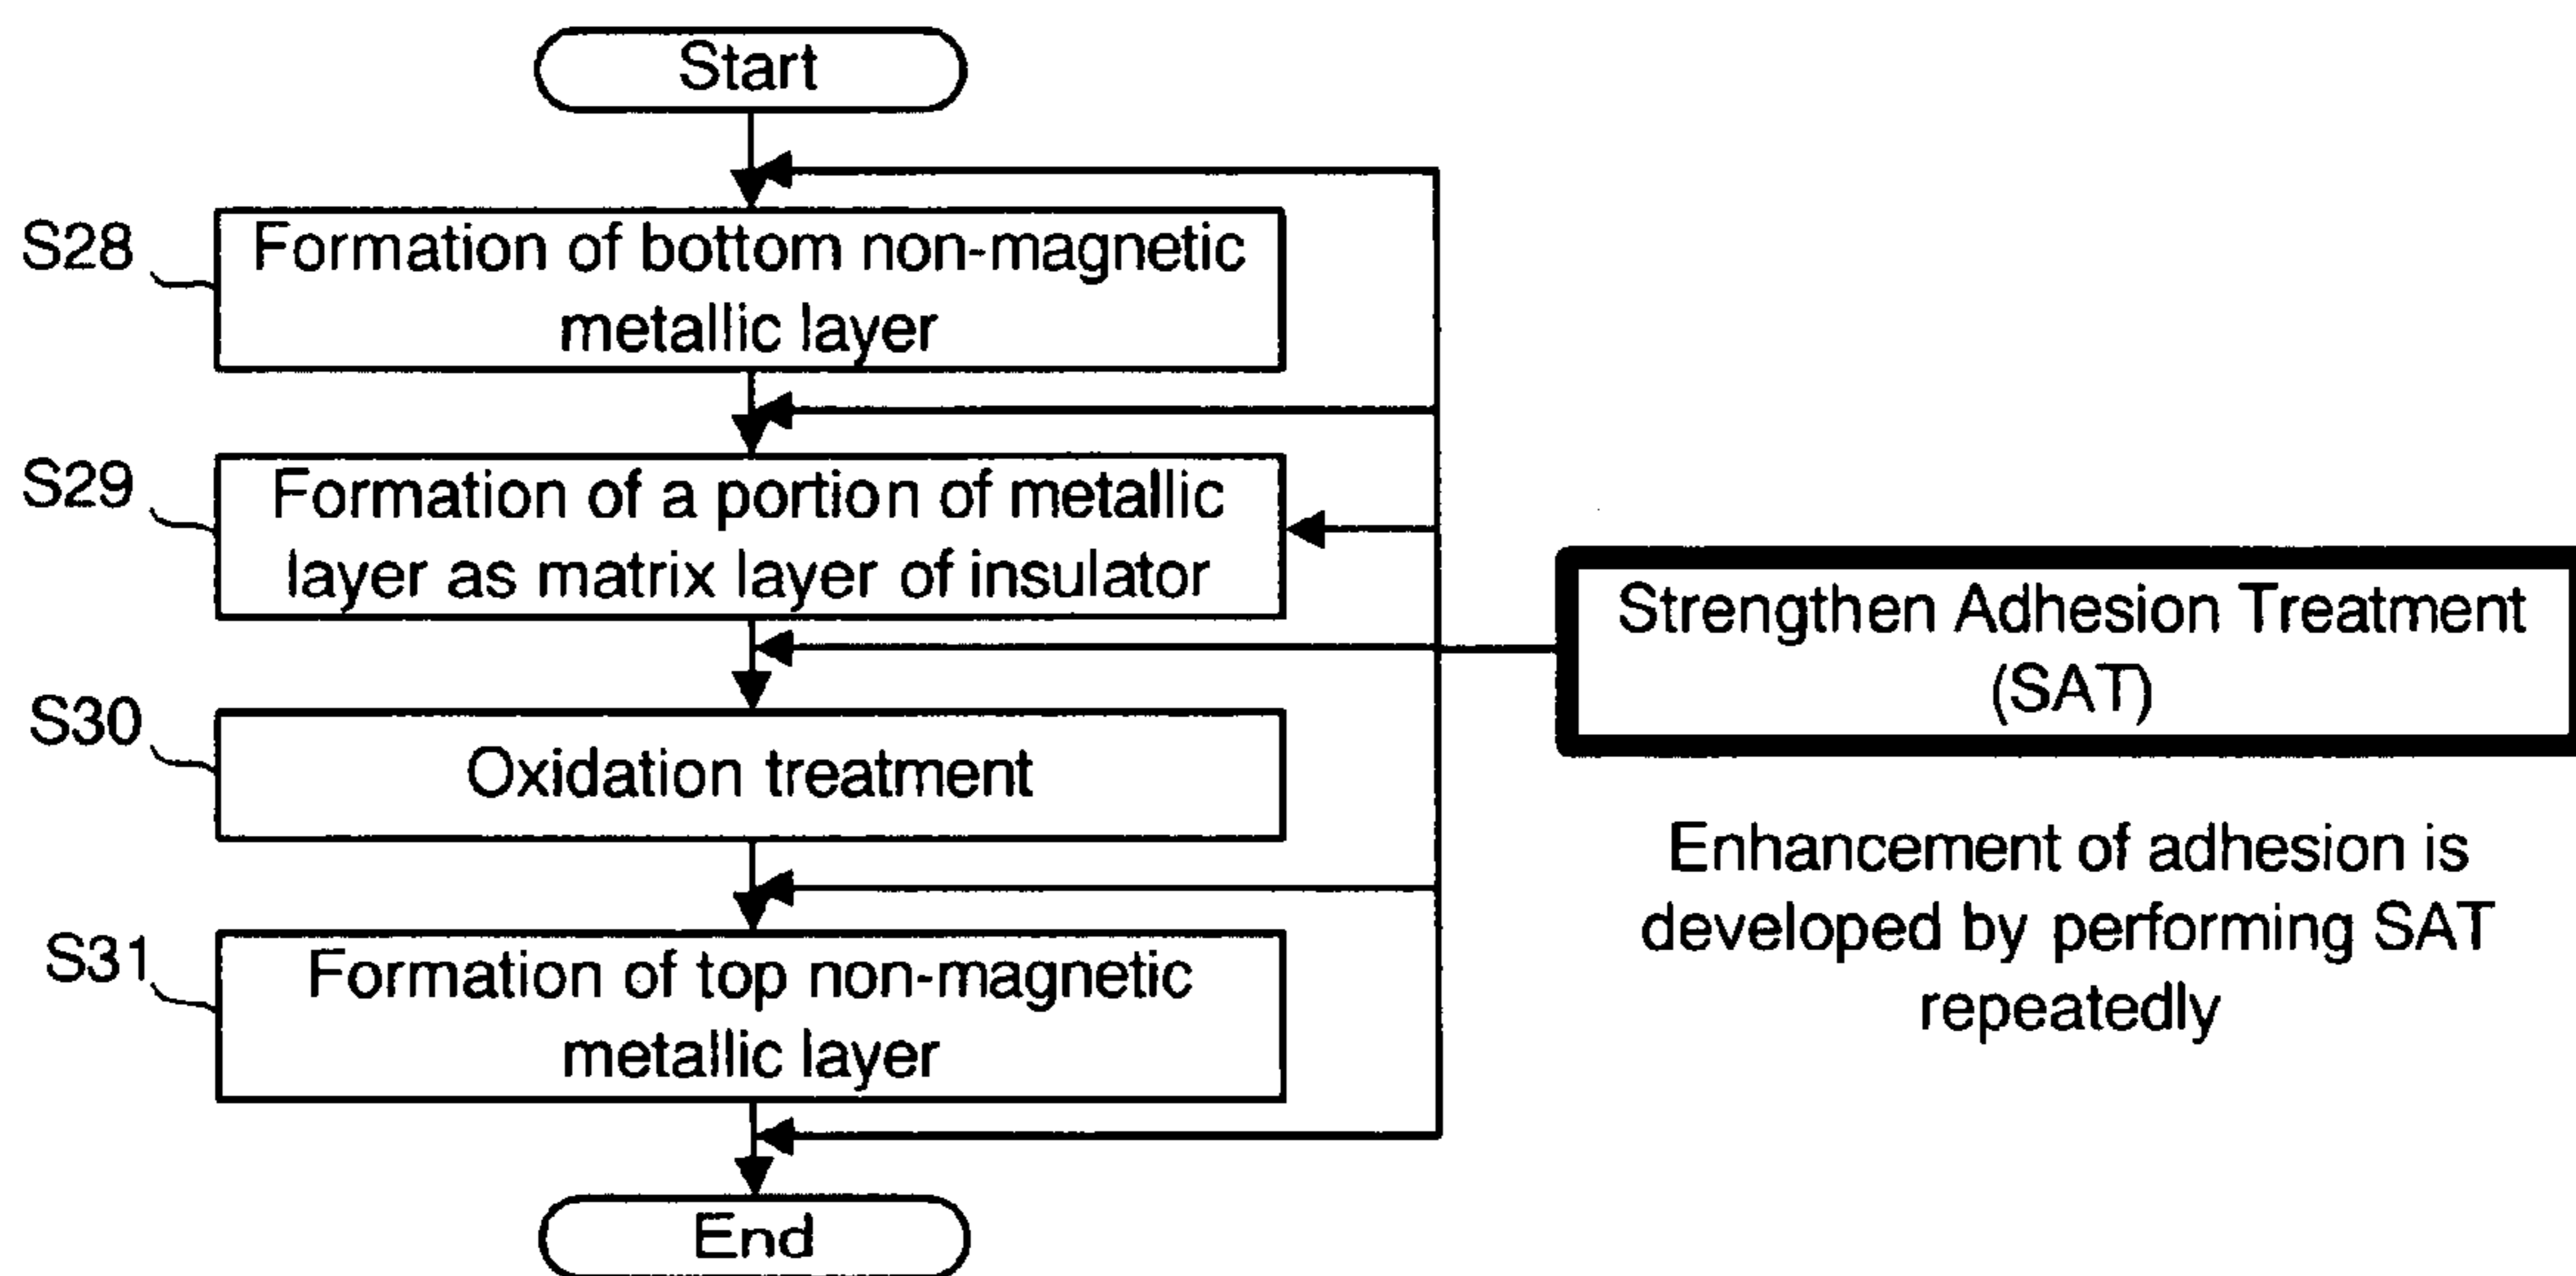 Start
S28
Formation of bottom non-magnetic
metallic layer
S29
Formation of a portion of metallic
layer as matrix layer of insulator
S30
Oxidation treatment
S31
Formation of top non-magnetic
metallic layer
End
Strengthen Adhesion Treatment
(SAT)
Enhancement of adhesion is
developed by performing SAT
repeatedly